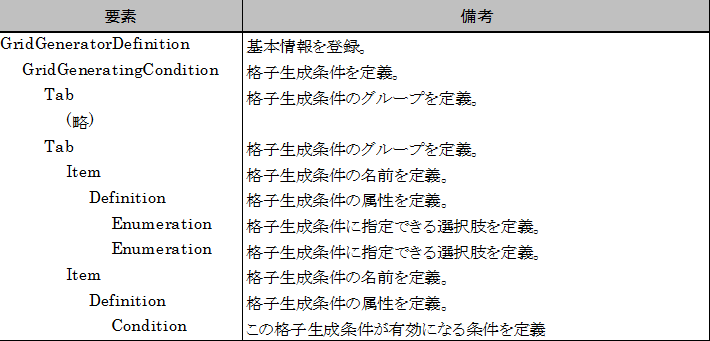 要素 備考
GridGeneratorDefinition 基本情報を登録。
GridGeneratingCondition 格子生成条件を定義。
Tab 格子生成条件のグループを定義。
(略)
Tab 格子生成条件のグループを定義。
Item 格子生成条件の名前を定義。
Definition 格子生成条件の属性を定義。
Enumeration 格子生成条件に指定できる選択肢を定義。
Enumeration 格子生成条件に指定できる選択肢を定義。
Item 格子生成条件の名前を定義。
Definition 格子生成条件の属性を定義。
Condition この格子生成条件が有効になる条件を定義